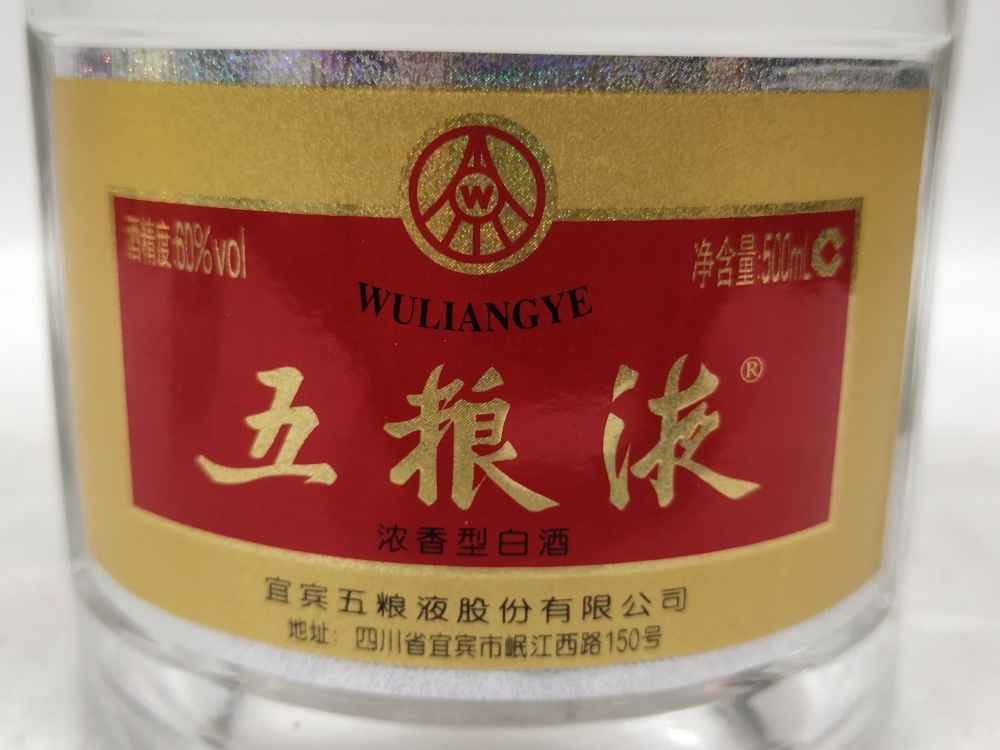 W
酒精度:60%vol
净含量:500mL C
WULIANGYE
五粮液®
浓香型白酒
宜宾五粮液股份有限公司
地址：四川省宜宾市岷江西路150号